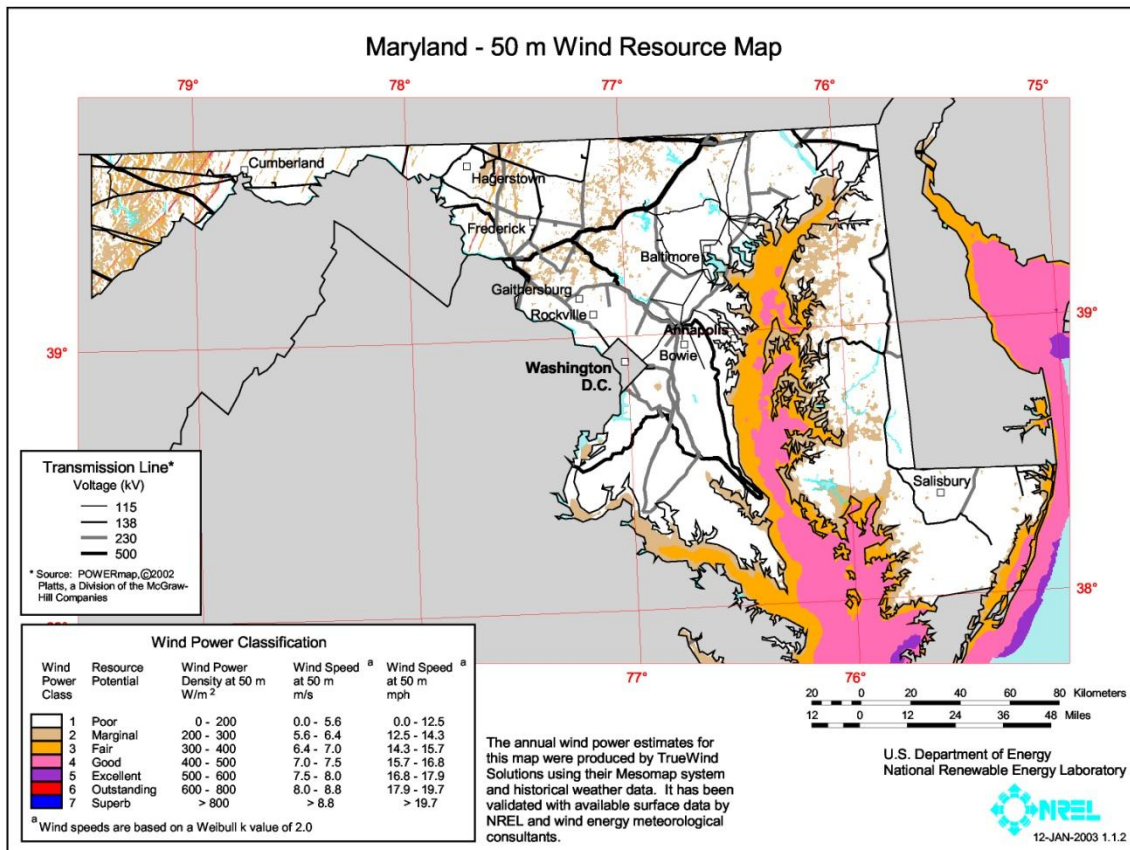 Maryland - 50 m Wind Resource Map
79°
78°
77°
76°
75°
Cumberland
Hagerstown
Frederick
Baltimore
Gaithersburg
Rockville
Annapolis
Bowie
39°
39°
Washington
D.C.
Salisbury
Transmission Line*
Voltage (kV)
115
138
230
500
* Source: POWERmap, ©2002
Platts, a Division of the McGraw-
Hill Companies
38°
77°
76°
Wind Power Classification
Wind Power Class
Resource Potential
Wind Power Density at 50 m W/m 2
Wind Speed a at 50 m m/s
Wind Speed a at 50 m mph
1 Poor 0 - 200 0.0 - 5.6 0.0 - 12.5
2 Marginal 200 - 300 5.6 - 6.4 12.5 - 14.3
3 Fair 300 - 400 6.4 - 7.0 14.3 - 15.7
4 Good 400 - 500 7.0 - 7.5 15.7 - 16.8
5 Excellent 500 - 600 7.5 - 8.0 16.8 - 17.9
6 Outstanding 600 - 800 8.0 - 8.8 17.9 - 19.7
7 Superb > 800 > 8.8 > 19.7
a Wind speeds are based on a Weibull k value of 2.0
The annual wind power estimates for
this map were produced by TrueWind
Solutions using their Mesomap system
and historical weather data. It has been
validated with available surface data by
NREL and wind energy meteorological
consultants.
20 0 20 40 60 80 Kilometers
12 0 12 24 36 48 Miles
U.S. Department of Energy
National Renewable Energy Laboratory
NREL
12-JAN-2003 1.1.2